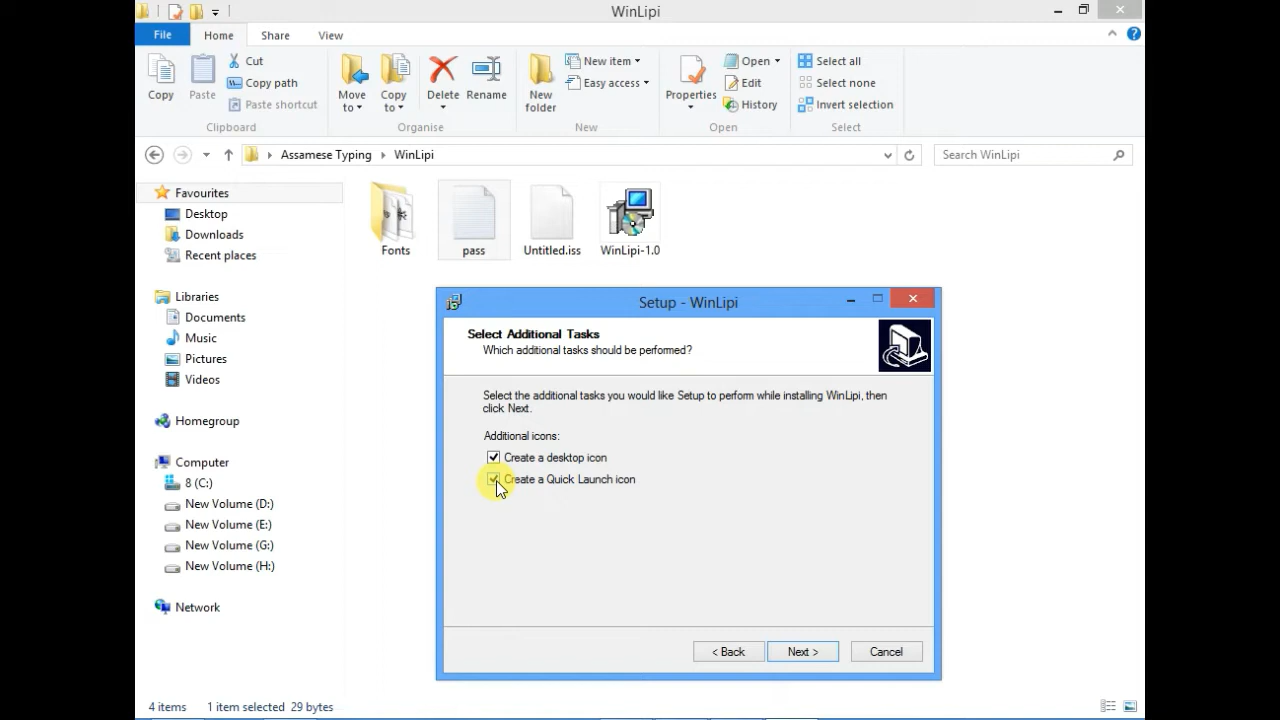 WinLipi
File
Home
Share
View
Copy
Paste
Cut
Copy path
Paste shortcut
Clipboard
Move to
Copy to
Delete
Rename
Organise
New folder
New item
Easy access
New
Properties
Open
Edit
History
Open
Select all
Select none
Invert selection
Select
Assamese Typing
WinLipi
Search WinLipi
Favourites
Desktop
Downloads
Recent places
Libraries
Documents
Music
Pictures
Videos
Homegroup
Computer
8 (C:)
New Volume (D:)
New Volume (E:)
New Volume (G:)
New Volume (H:)
Network
Fonts
pass
Untitled.iss
WinLipi-1.0
Setup - WinLipi
Select Additional Tasks
Which additional tasks should be performed?
Select the additional tasks you would like Setup to perform while installing WinLipi, then
click Next.
Additional icons:
Create a desktop icon
Create a Quick Launch icon
< Back
Next >
Cancel
4 items
1 item selected 29 bytes